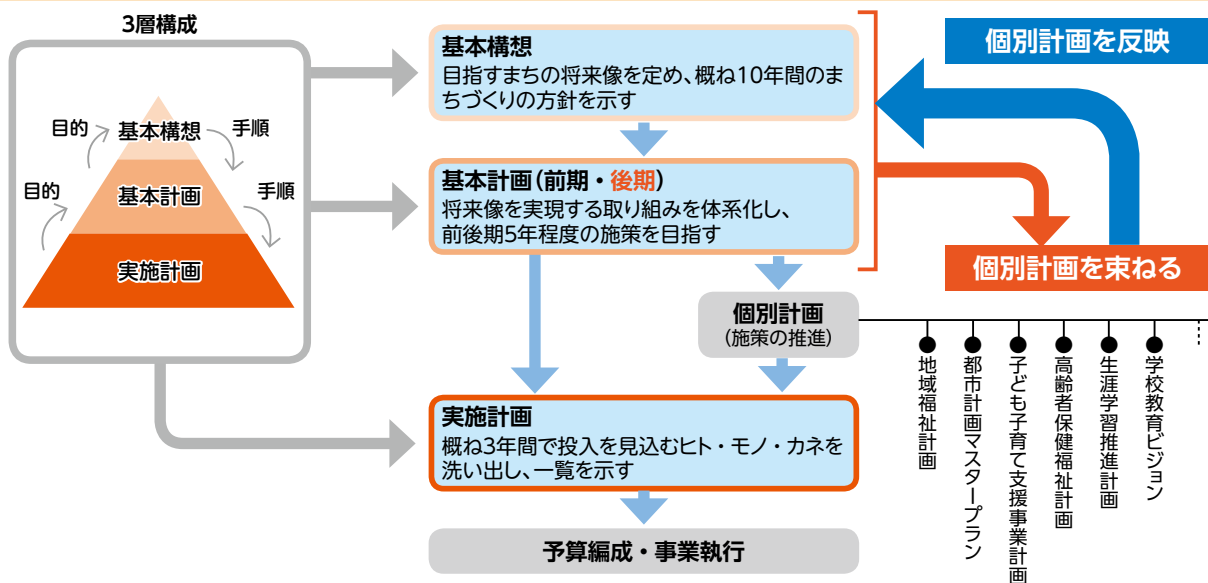 3層構成
目的
基本構想
手順
目的
基本計画
手順
実施計画
基本構想
目指すまちの将来像を定め、概ね10年間のま
ちづくりの方針を示す
基本計画(前期・後期)
将来像を実現する取り組みを体系化し、
前後期5年程度の施策を目指す
個別計画
(施策の推進)
実施計画
概ね3年間で投入を見込むヒト・モノ・カネを
洗い出し、一覧を示す
予算編成・事業執行
個別計画を反映
個別計画を束ねる
地域福祉計画
都市計画マスタープラン
子ども子育て支援事業計画
高齢者保健福祉計画
生涯学習推進計画
学校教育ビジョン